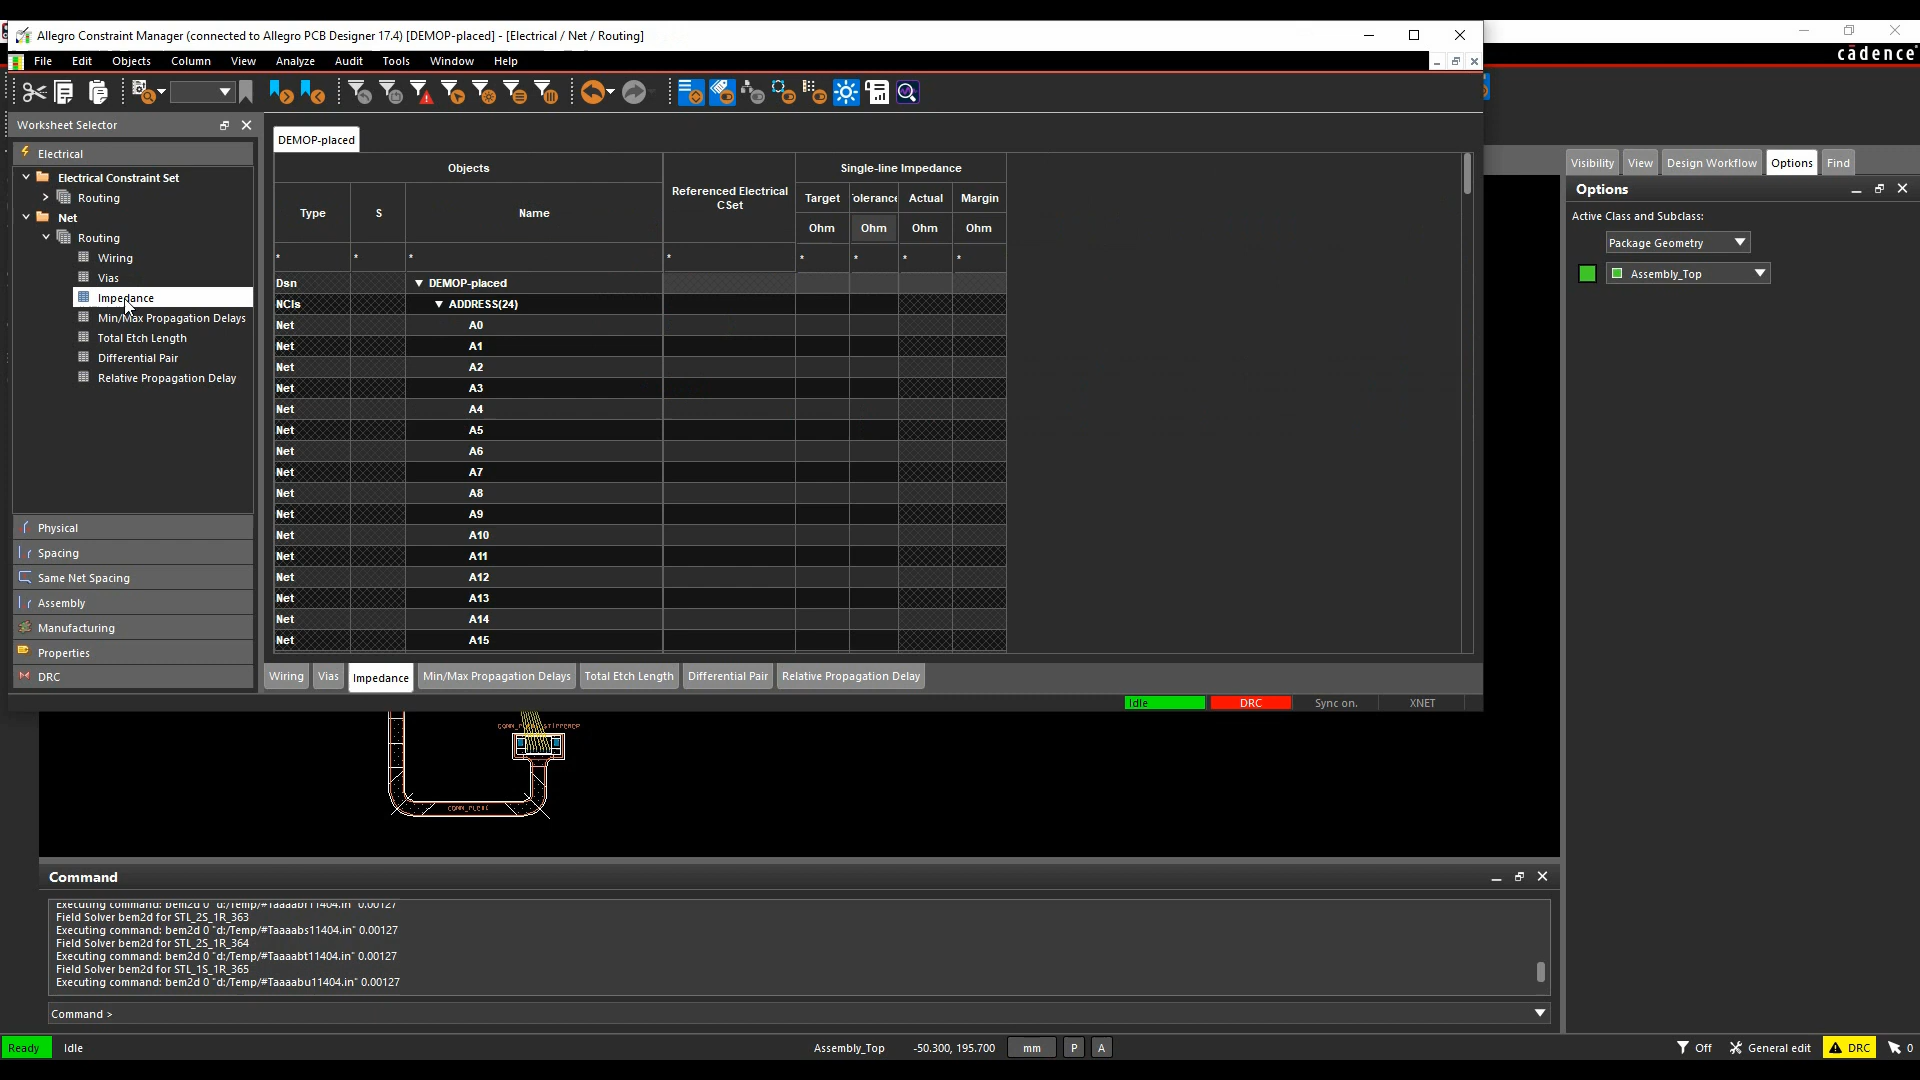 Allegro Constraint Manager (connected to Allegro PCB Designer 17.4) [DEMOP-placed] - [Electrical / Net / Routing]
cādence
File Edit Objects Column View Analyze Audit Tools Window Help
Worksheet Selector
Electrical
Electrical Constraint Set
Routing
Net
Routing
Wiring
Vias
Impedance
Min/Max Propagation Delays
Total Etch Length
Differential Pair
Relative Propagation Delay
Physical
Spacing
Same Net Spacing
Assembly
Manufacturing
Properties
DRC
DEMOP-placed
Objects
Referenced Electrical
CSet
Single-line Impedance
Type S Name
Target olerance Actual Margin
Ohm Ohm Ohm Ohm
* * * * * * * *
Dsn DEMOP-placed
NCls ADDRESS(24)
Net A0
Net A1
Net A2
Net A3
Net A4
Net A5
Net A6
Net A7
Net A8
Net A9
Net A10
Net A11
Net A12
Net A13
Net A14
Net A15
Wiring Vias Impedance Min/Max Propagation Delays Total Etch Length Differential Pair Relative Propagation Delay
Idle DRC Sync on. XNET
Visibility View Design Workflow Options Find
Options
Active Class and Subclass:
Package Geometry
Assembly_Top
Command
Executing command: bem2d 0 "d:/Temp/#Taaaabr11404.in" 0.00127
Field Solver bem2d for STL_2S_1R_363
Executing command: bem2d 0 "d:/Temp/#Taaaabs11404.in" 0.00127
Field Solver bem2d for STL_2S_1R_364
Executing command: bem2d 0 "d:/Temp/#Taaaabt11404.in" 0.00127
Field Solver bem2d for STL_1S_1R_365
Executing command: bem2d 0 "d:/Temp/#Taaaabu11404.in" 0.00127
Command >
Ready Idle Assembly_Top -50.300, 195.700 mm P A Off General edit DRC 0